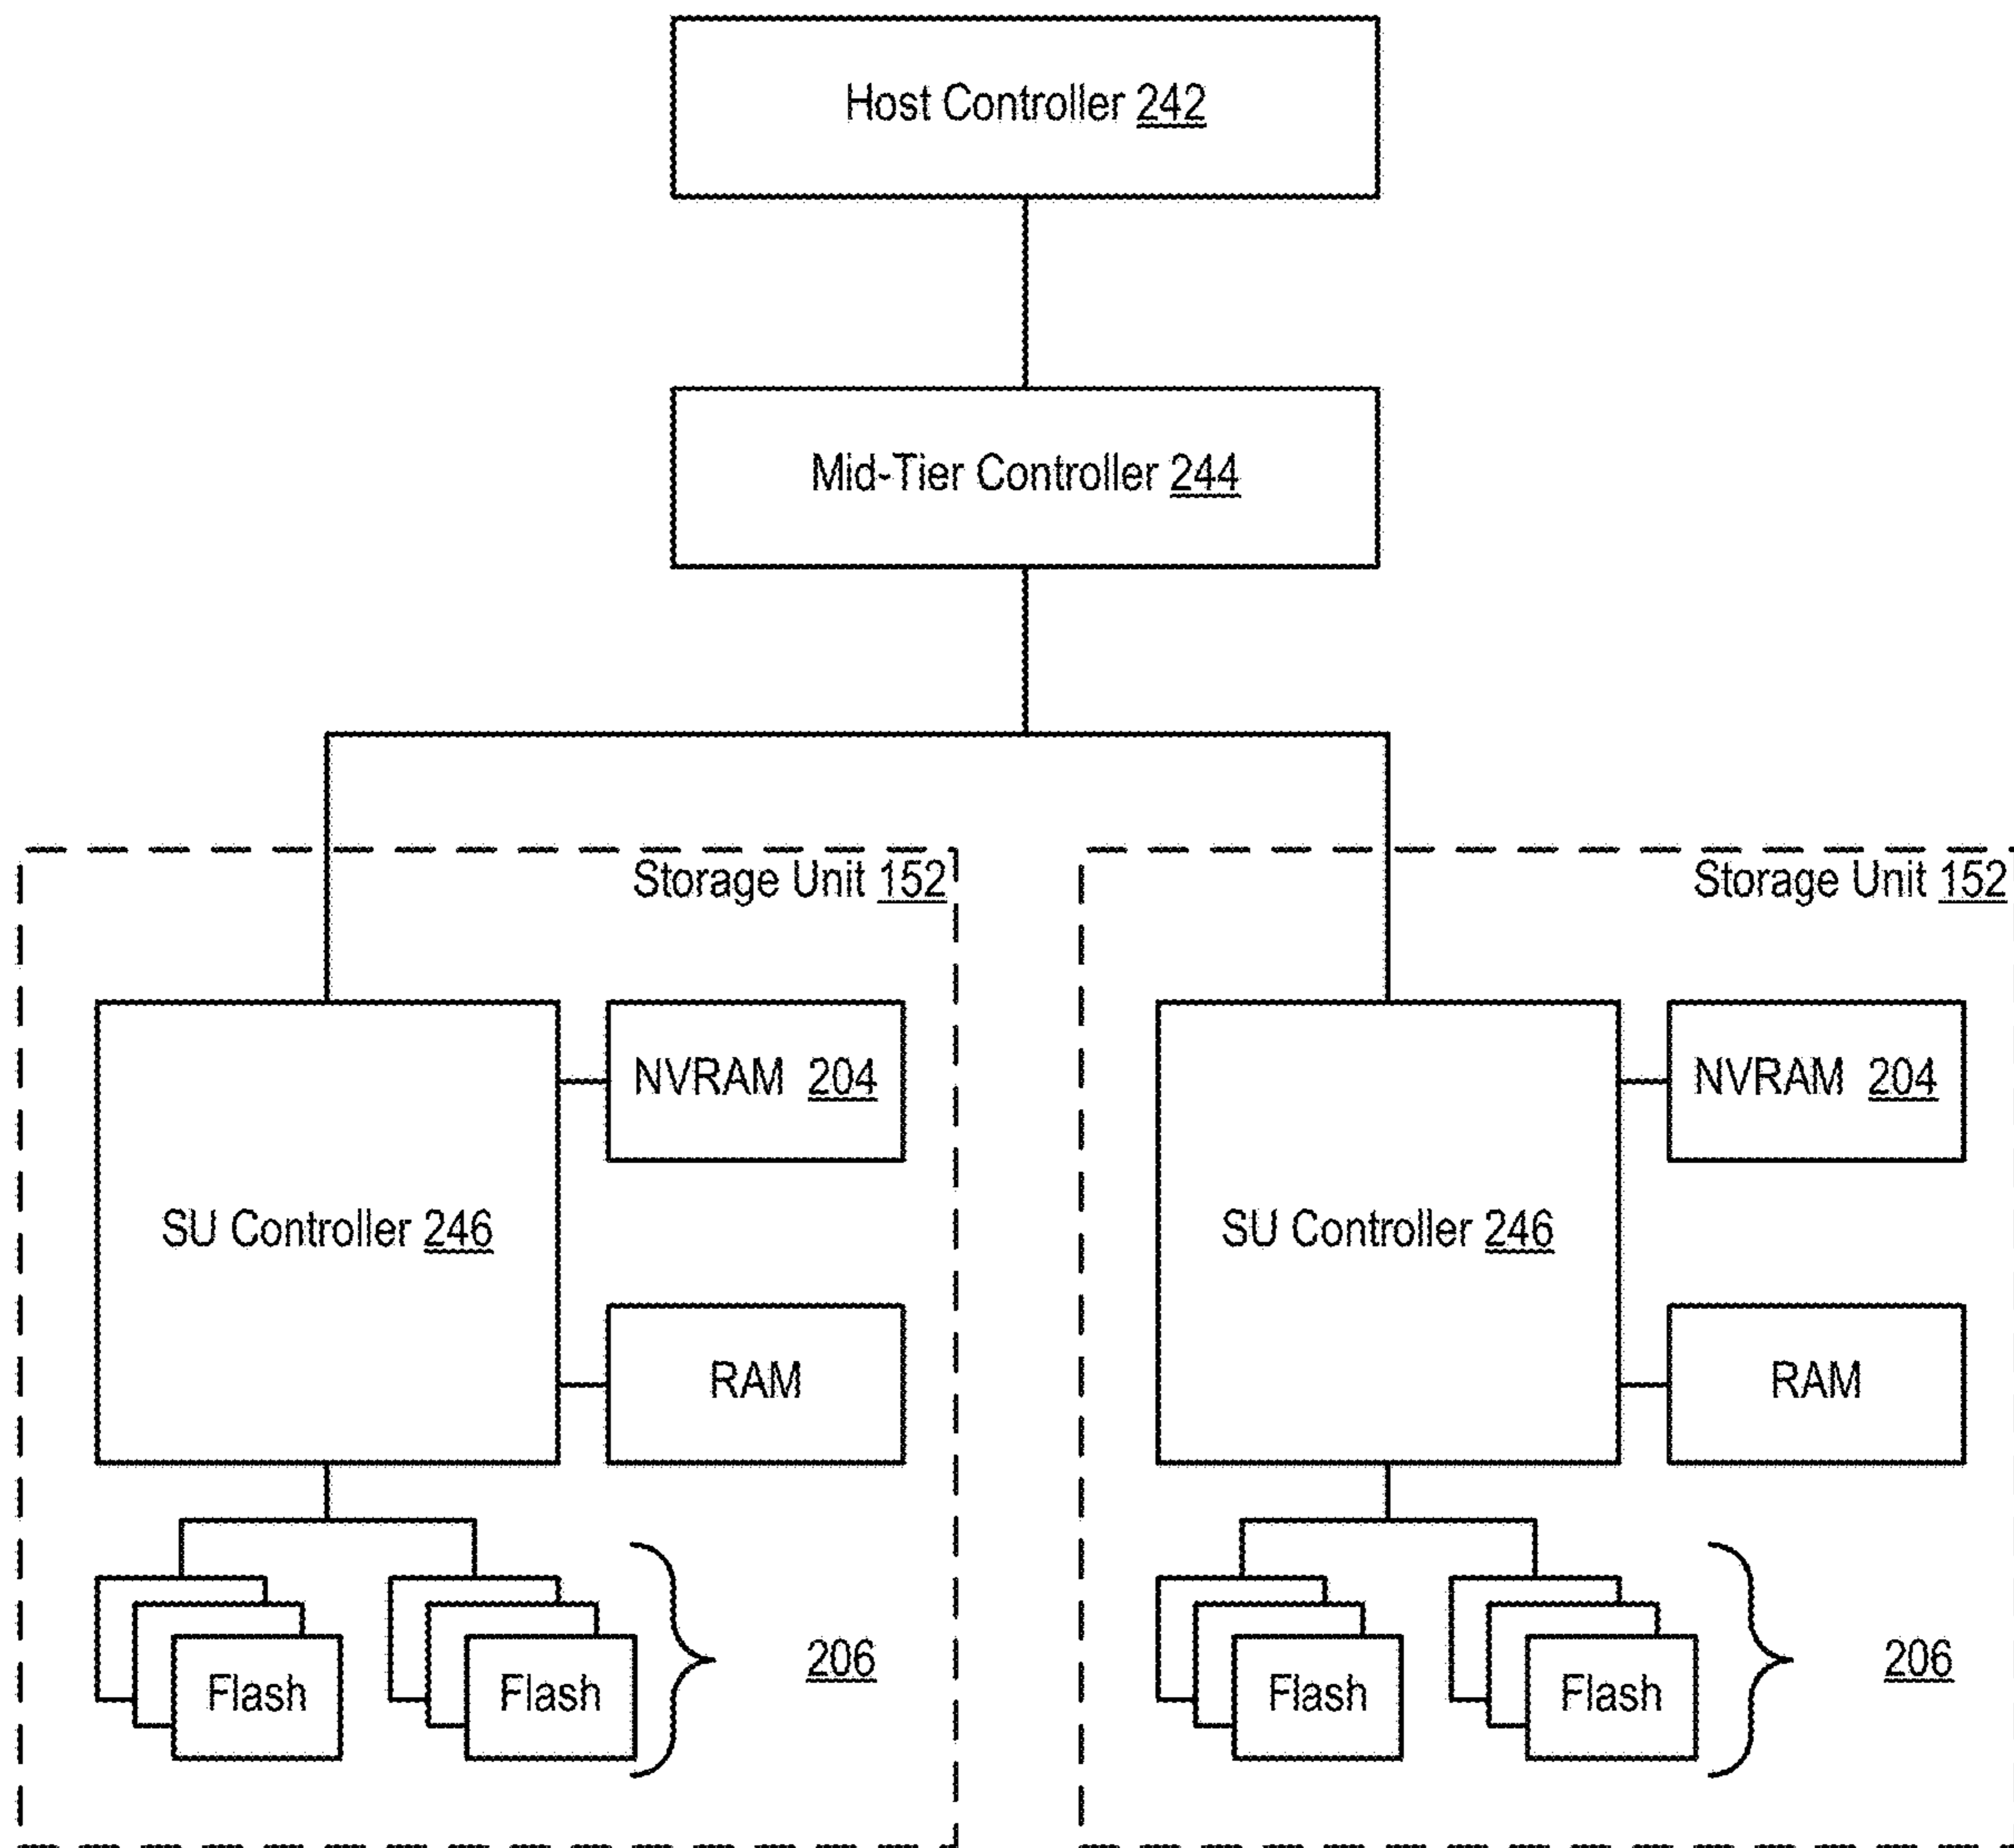 Host Controller 242
Mid-Tier Controller 244
Storage Unit 152
NVRAM 204
SU Controller 246
RAM
Flash
Flash
206
Storage Unit 152
NVRAM 204
SU Controller 246
RAM
Flash
Flash
206